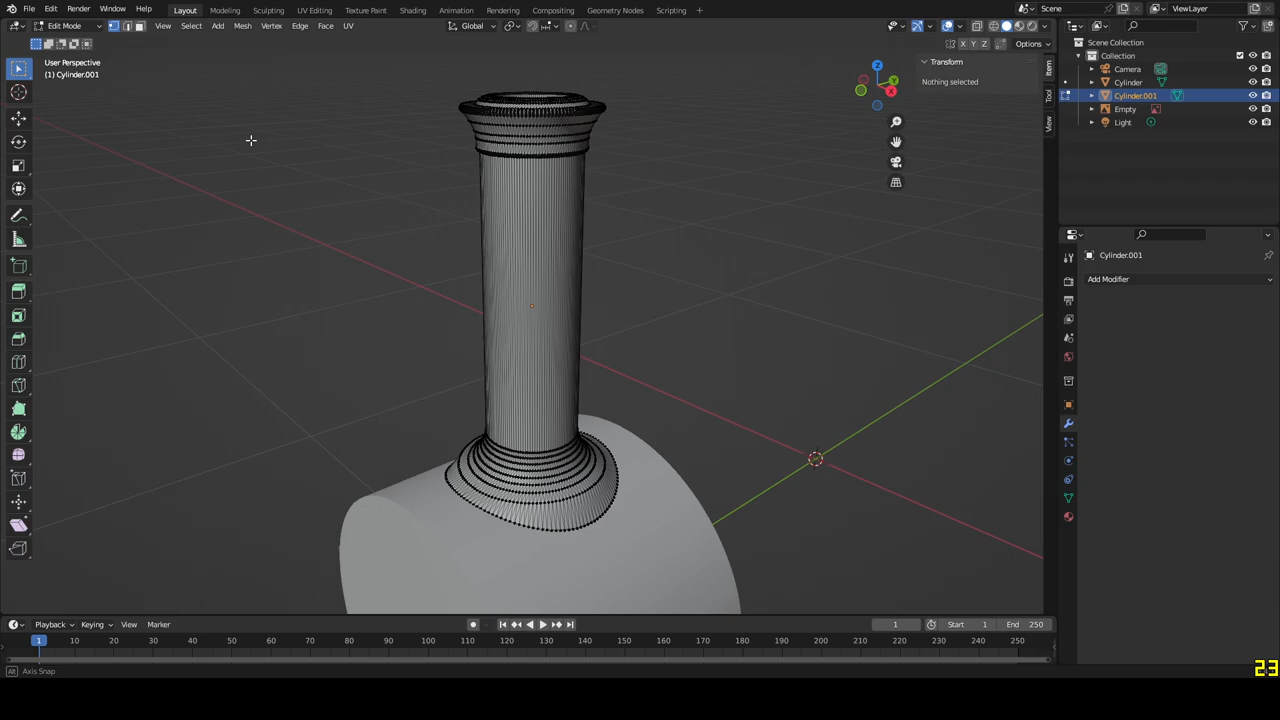 File Edit Render Window Help Layout Modeling Sculpting UV Editing Texture Paint Shading Animation Rendering Compositing Geometry Nodes Scripting + Scene ViewLayer
Edit Mode View Select Add Mesh Vertex Edge Face UV Global
X Y Z Options
User Perspective
(1) Cylinder.001
Transform
Nothing selected
Item
Tool
View
Z
Y
X
Scene Collection
Collection
Camera
Cylinder
Cylinder.001
Empty
Light
Cylinder.001
Add Modifier
Playback Keying View Marker 1 Start 1 End 250
1 10 20 30 40 50 60 70 80 90 100 110 120 130 140 150 160 170 180 190 200 210 220 230 240 250
Alt Axis Snap
23